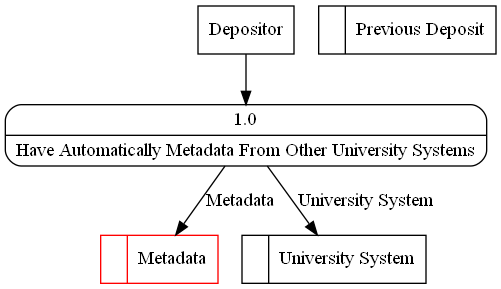 Depositor
Previous Deposit
1.0
Have Automatically Metadata From Other University Systems
Metadata
University System
Metadata
University System